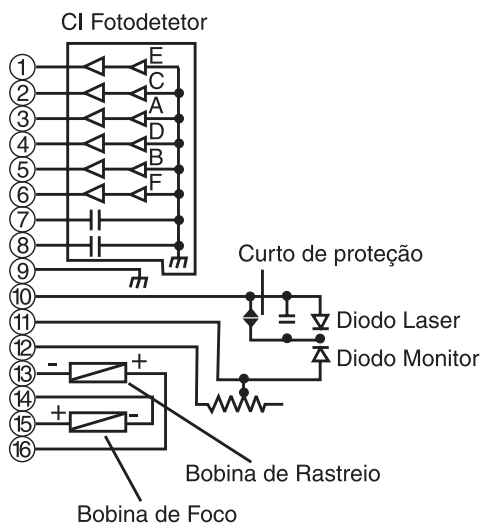 CI Fotodetetor
1 E
2 C
3 A
4 D
5 B
6 F
7
8
9
Curto de proteção
10
11 Diodo Laser
12 Diodo Monitor
13 - +
14
15 + -
16
Bobina de Rastreio
Bobina de Foco